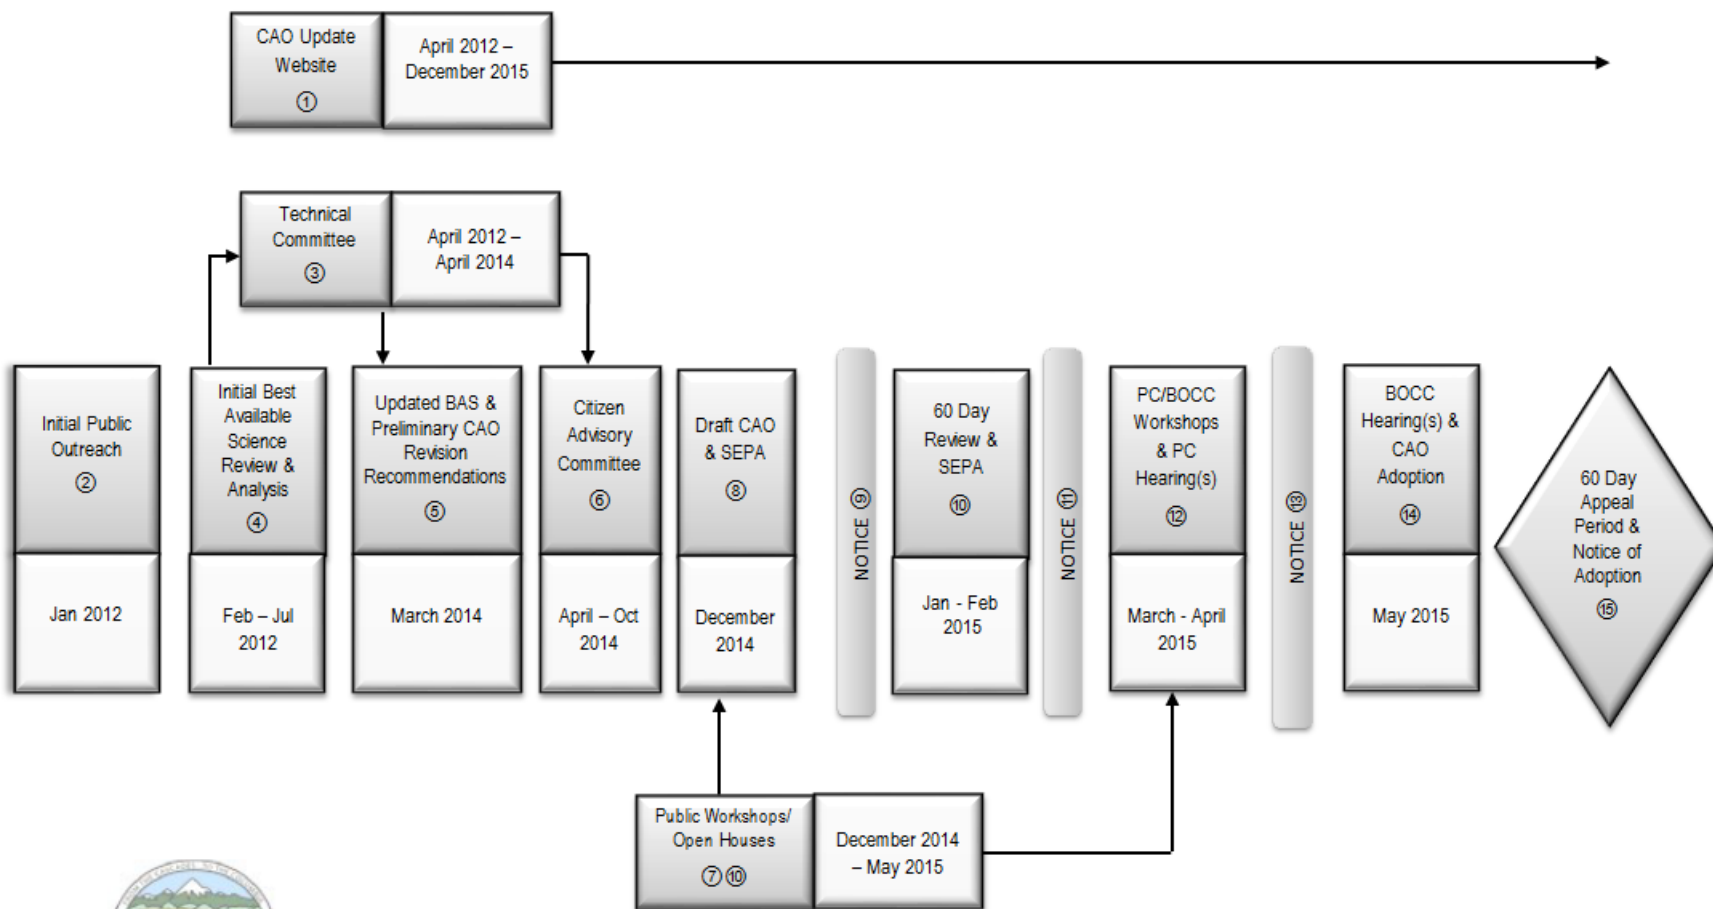 CAO Update
Website
①
April 2012 –
December 2015
Technical
Committee
③
April 2012 –
April 2014
Initial Public
Outreach
②
Jan 2012
Initial Best
Available
Science
Review &
Analysis
④
Feb – Jul
2012
Updated BAS &
Preliminary CAO
Revision
Recommendations
⑤
March 2014
Citizen
Advisory
Committee
⑥
April – Oct
2014
Draft CAO
& SEPA
⑧
December
2014
NOTICE ⑨
60 Day
Review &
SEPA
⑩
Jan - Feb
2015
NOTICE ⑪
PC/BOCC
Workshops
& PC
Hearing(s)
⑫
March - April
2015
NOTICE ⑬
BOCC
Hearing(s) &
CAO
Adoption
⑭
May 2015
60 Day
Appeal
Period &
Notice of
Adoption
⑮
Public Workshops/
Open Houses
⑦⑩
December 2014
– May 2015